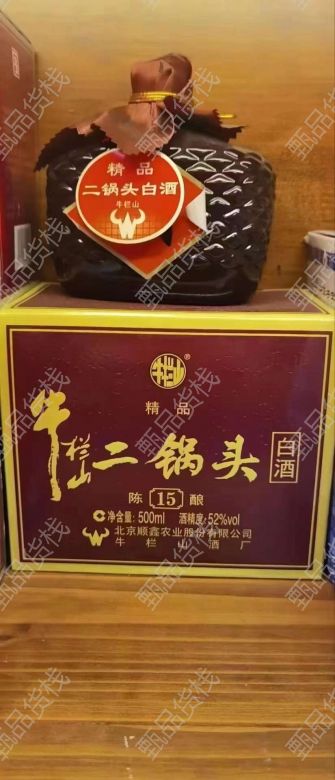 精品
二锅头白酒
牛栏山
牛栏山
®
精品
牛栏山二锅头 白酒
陈 15 酿
净含量: 500ml 酒精度: 52%vol
北京顺鑫农业股份有限公司
牛栏山酒厂
甄品货栈